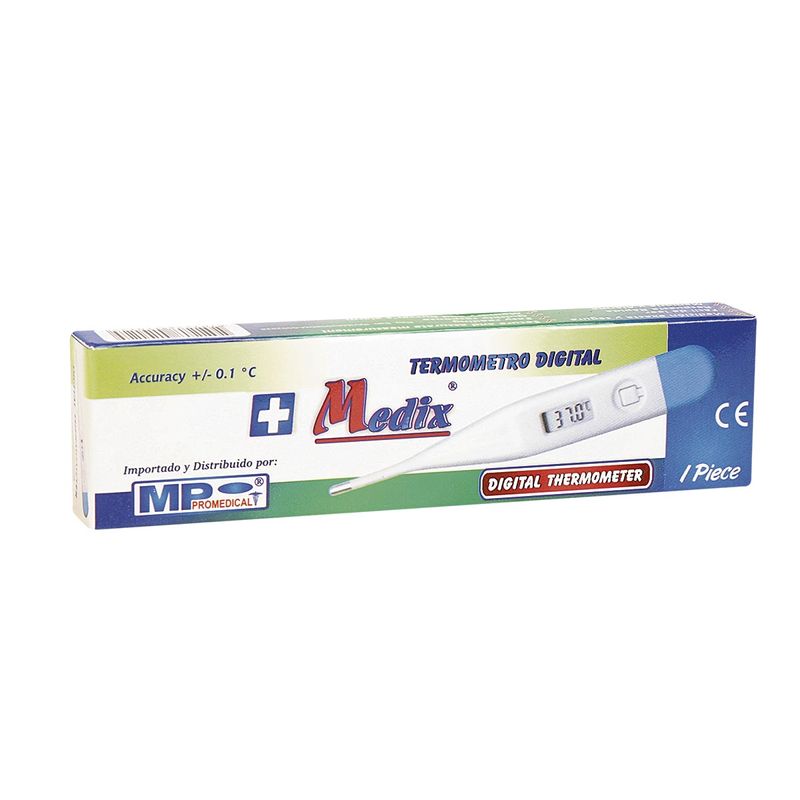 TERMOMETRO DIGITAL
Accuracy +/- 0.1 °C
Medix®
37.0°C
CE
Importado y Distribuido por:
MP®
PROMEDICAL
DIGITAL THERMOMETER
1 Piece